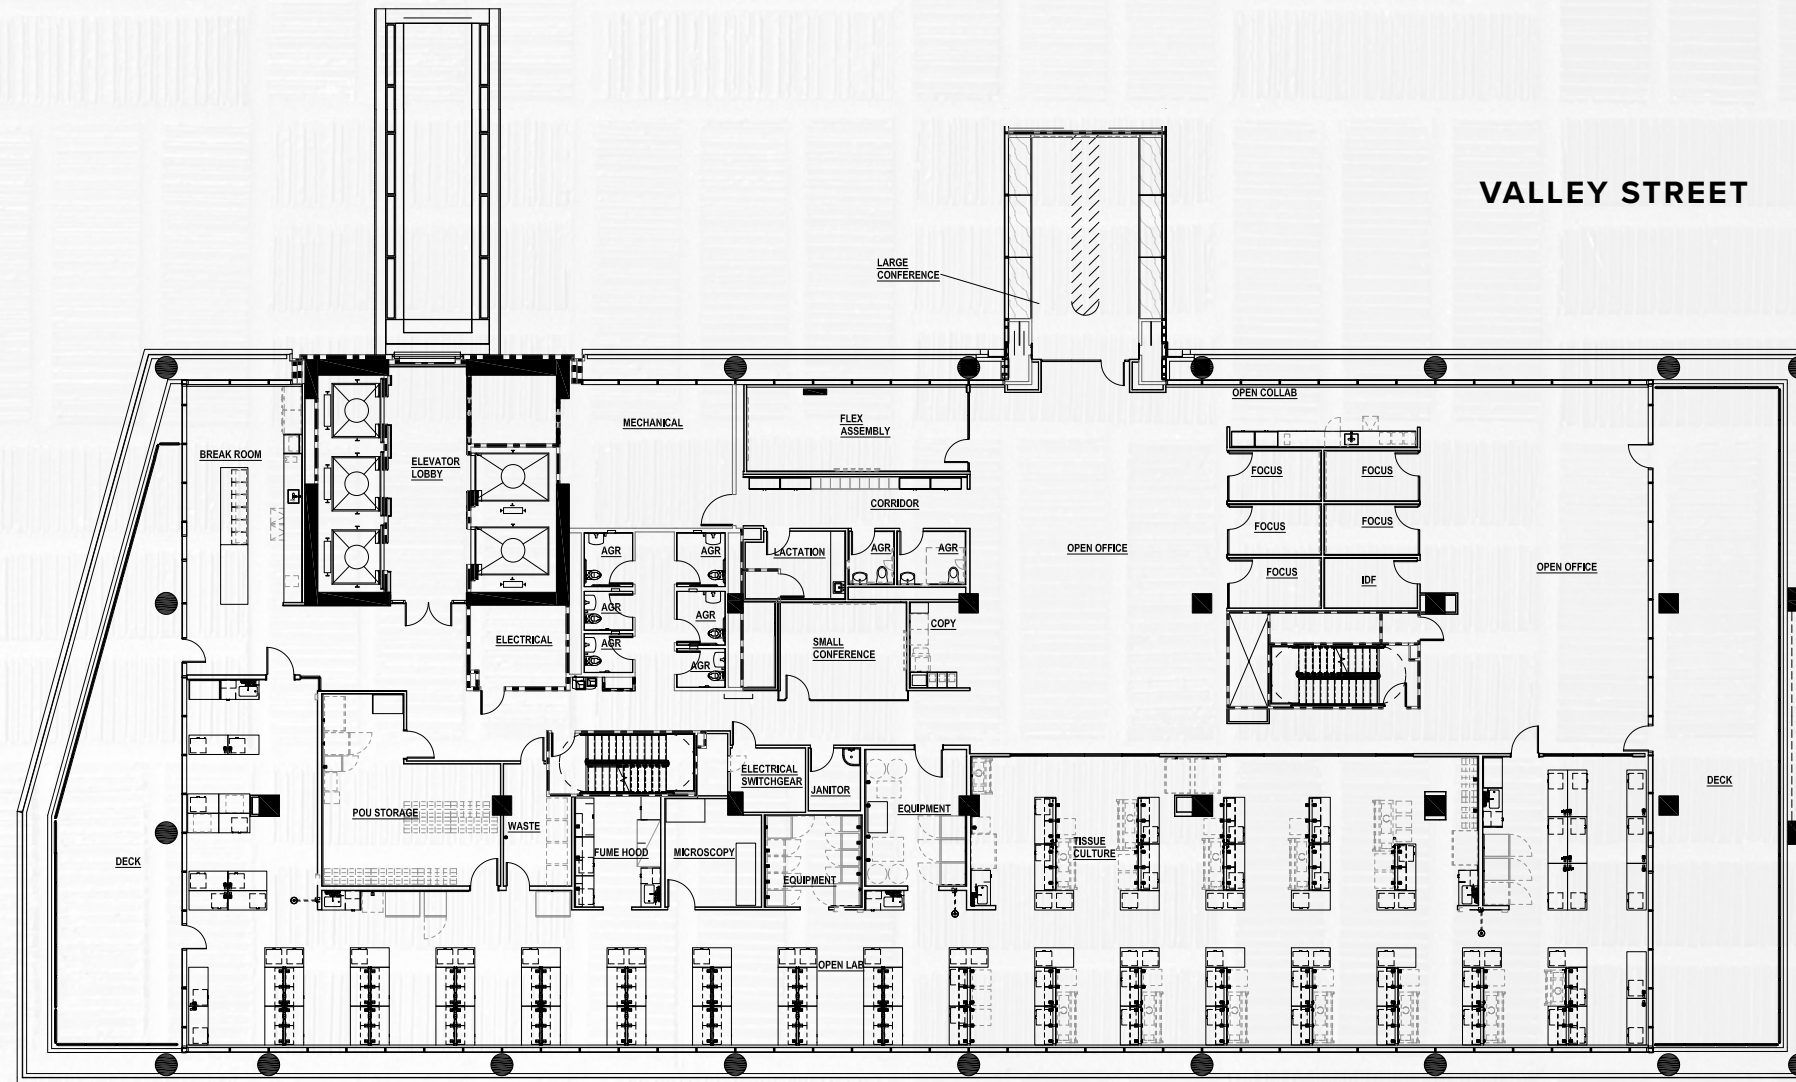 VALLEY STREET
LARGE
CONFERENCE
OPEN COLLAB
MECHANICAL
FLEX
ASSEMBLY
BREAK ROOM
ELEVATOR
LOBBY
FOCUS
FOCUS
CORRIDOR
FOCUS
FOCUS
OPEN OFFICE
OPEN OFFICE
AGR
AGR
LACTATION
AGR
AGR
FOCUS
IDF
AGR
AGR
COPY
ELECTRICAL
AGR
SMALL
CONFERENCE
AGR
ELECTRICAL
SWITCHGEAR
JANITOR
DECK
POU STORAGE
WASTE
EQUIPMENT
FUME HOOD
MICROSCOPY
TISSUE
CULTURE
DECK
EQUIPMENT
OPEN LAB